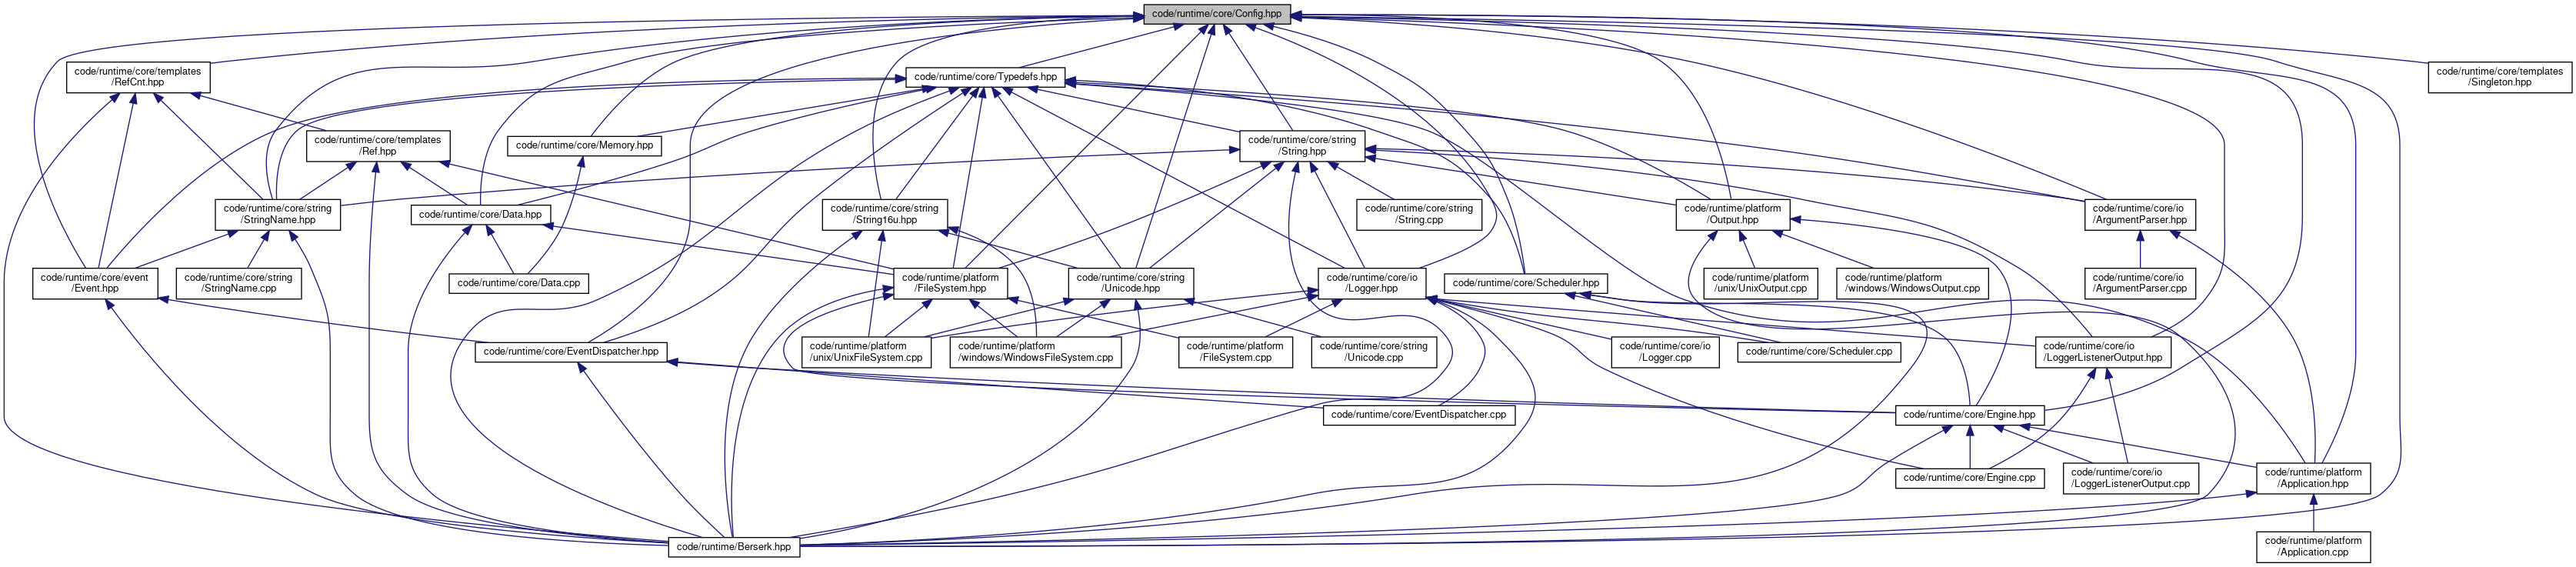 code/runtime/core/Config.hpp
code/runtime/core/templates
/RefCnt.hpp
code/runtime/core/Typedefs.hpp
code/runtime/core/templates
/Singleton.hpp
code/runtime/core/templates
/Ref.hpp
code/runtime/core/Memory.hpp
code/runtime/core/string
/String.hpp
code/runtime/core/string
/StringName.hpp
code/runtime/core/Data.hpp
code/runtime/core/string
/String16u.hpp
code/runtime/core/string
/String.cpp
code/runtime/platform
/Output.hpp
code/runtime/core/io
/ArgumentParser.hpp
code/runtime/core/event
/Event.hpp
code/runtime/core/string
/StringName.cpp
code/runtime/core/Data.cpp
code/runtime/platform
/FileSystem.hpp
code/runtime/core/string
/Unicode.hpp
code/runtime/core/io
/Logger.hpp
code/runtime/core/Scheduler.hpp
code/runtime/platform
/unix/UnixOutput.cpp
code/runtime/platform
/windows/WindowsOutput.cpp
code/runtime/core/io
/ArgumentParser.cpp
code/runtime/core/EventDispatcher.hpp
code/runtime/platform
/unix/UnixFileSystem.cpp
code/runtime/platform
/windows/WindowsFileSystem.cpp
code/runtime/platform
/FileSystem.cpp
code/runtime/core/string
/Unicode.cpp
code/runtime/core/io
/Logger.cpp
code/runtime/core/Scheduler.cpp
code/runtime/core/io
/LoggerListenerOutput.hpp
code/runtime/core/EventDispatcher.cpp
code/runtime/core/Engine.hpp
code/runtime/core/Engine.cpp
code/runtime/core/io
/LoggerListenerOutput.cpp
code/runtime/platform
/Application.hpp
code/runtime/Berserk.hpp
code/runtime/platform
/Application.cpp